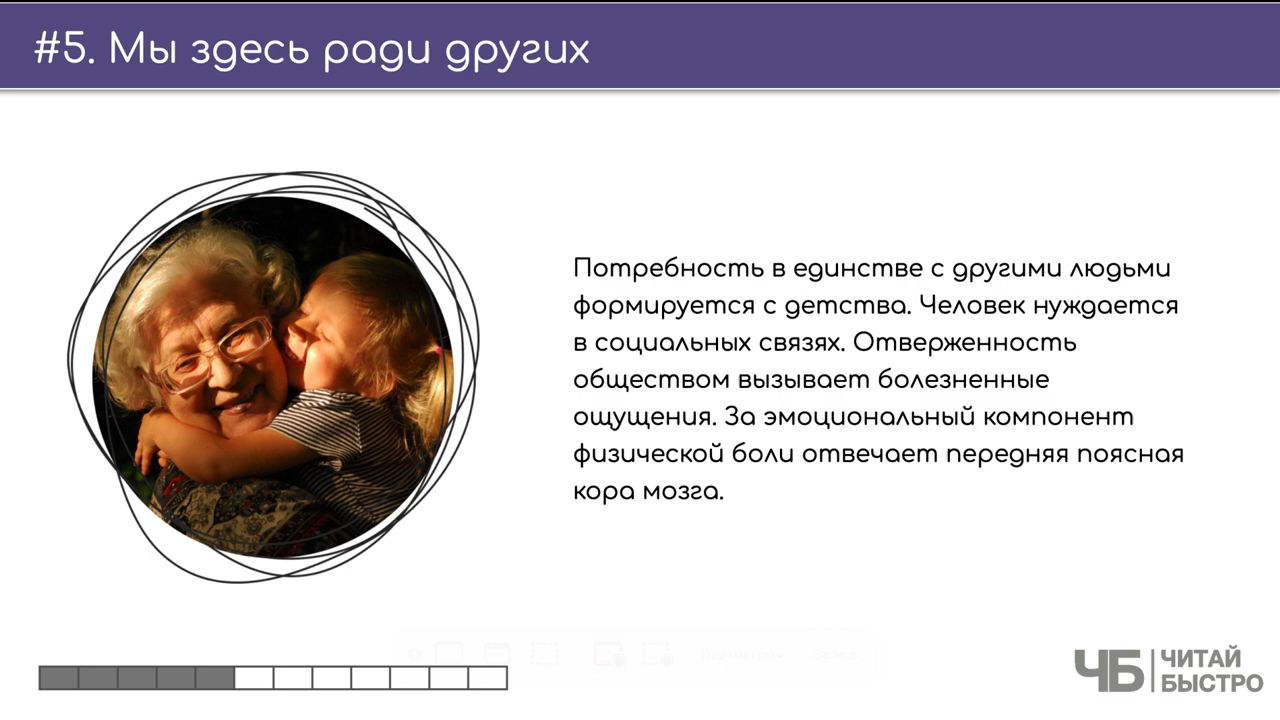 #5. Мы здесь ради других
Потребность в единстве с другими людьми
формируется с детства. Человек нуждается
в социальных связях. Отверженность
обществом вызывает болезненные
ощущения. За эмоциональный компонент
физической боли отвечает передняя поясная
кора мозга.
ЧБ
ЧИТАЙ
БЫСТРО